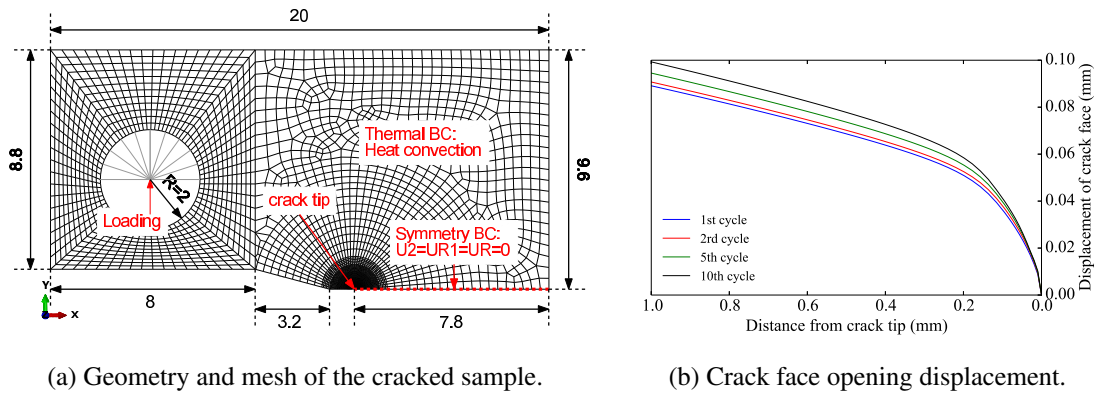 20
8.8
9.6
Thermal BC:
Heat convection
R=2
crack tip
Loading
Symmetry BC:
U2=UR1=UR=0
Y
X
8
3.2
7.8
(a) Geometry and mesh of the cracked sample.
0.10
0.08
0.06
0.04
0.02
0.00
Displacement of crack face (mm)
1st cycle
2rd cycle
5th cycle
10th cycle
1.0 0.8 0.6 0.4 0.2 0.0
Distance from crack tip (mm)
(b) Crack face opening displacement.